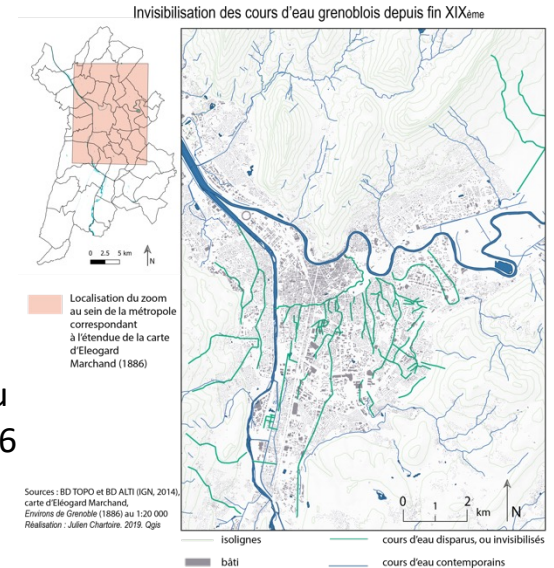 Invisibilisation des cours d'eau grenoblois depuis fin XIXème
0 2.5 5 km
N
Localisation du zoom
au sein de la métropole
correspondant
à l'étendue de la carte
d'Eleogard
Marchand (1886)
u
6
Sources : BD TOPO et BD ALTI (IGN, 2014),
carte d'Eléogard Marchand,
Environs de Grenoble (1886) au 1:20 000
Réalisation : Julien Chartoire. 2019. Qgis
0 1 2 km
N
isolignes
cours d'eau disparus, ou invisibilisés
bâti
cours d'eau contemporains